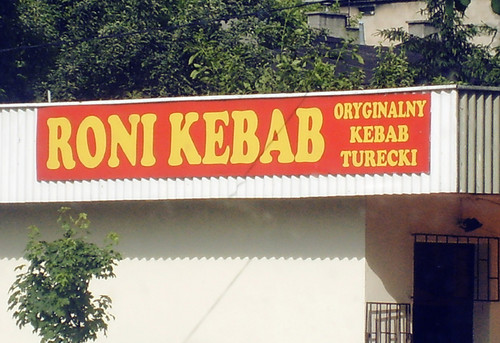 RONI KEBAB
ORYGINALNY
KEBAB
TURECKI